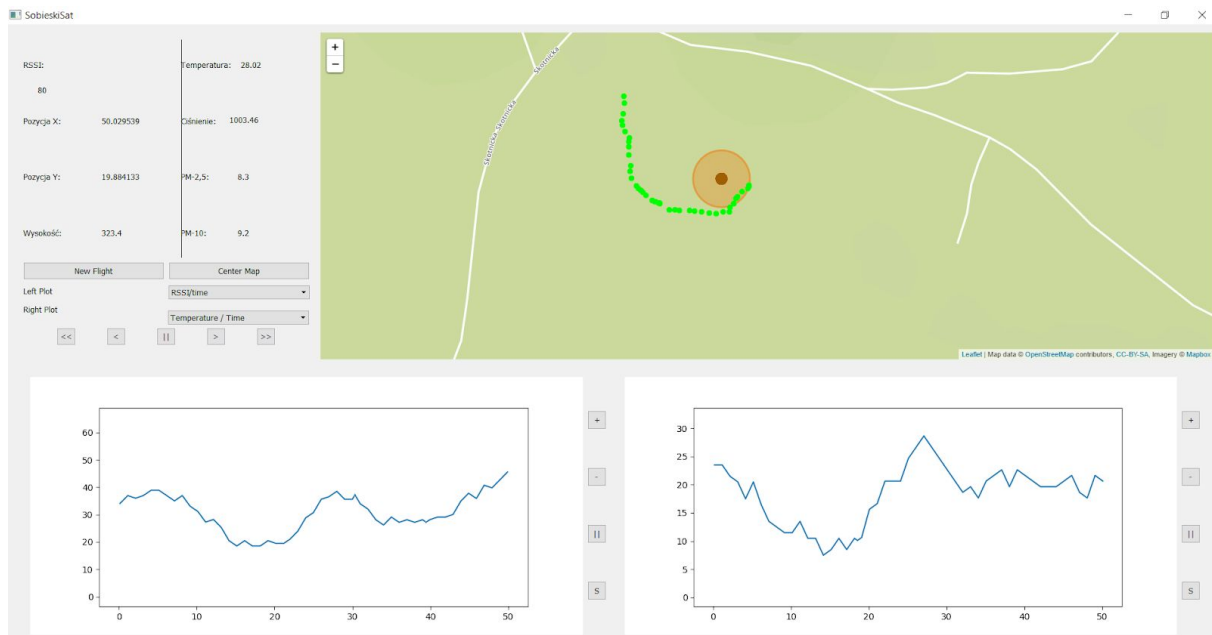 SobieskiSat
RSSI:
80
Temperatura: 28.02
Pozycja X: 50.029539
Ciśnienie: 1003.46
Pozycja Y: 19.884133
PM-2,5: 8.3
Wysokość: 323.4
PM-10: 9.2
New Flight
Center Map
Left Plot
RSSI/time
Right Plot
Temperature / Time
<<
<
||
>
>>
+
−
Skotnicka
Skotnicka Skotnicka
Leaflet | Map data © OpenStreetMap contributors, CC-BY-SA, Imagery © Mapbox
60
50
40
30
20
10
0
0 10 20 30 40 50
+
-
||
S
30
25
20
15
10
5
0
0 10 20 30 40 50
+
-
||
S